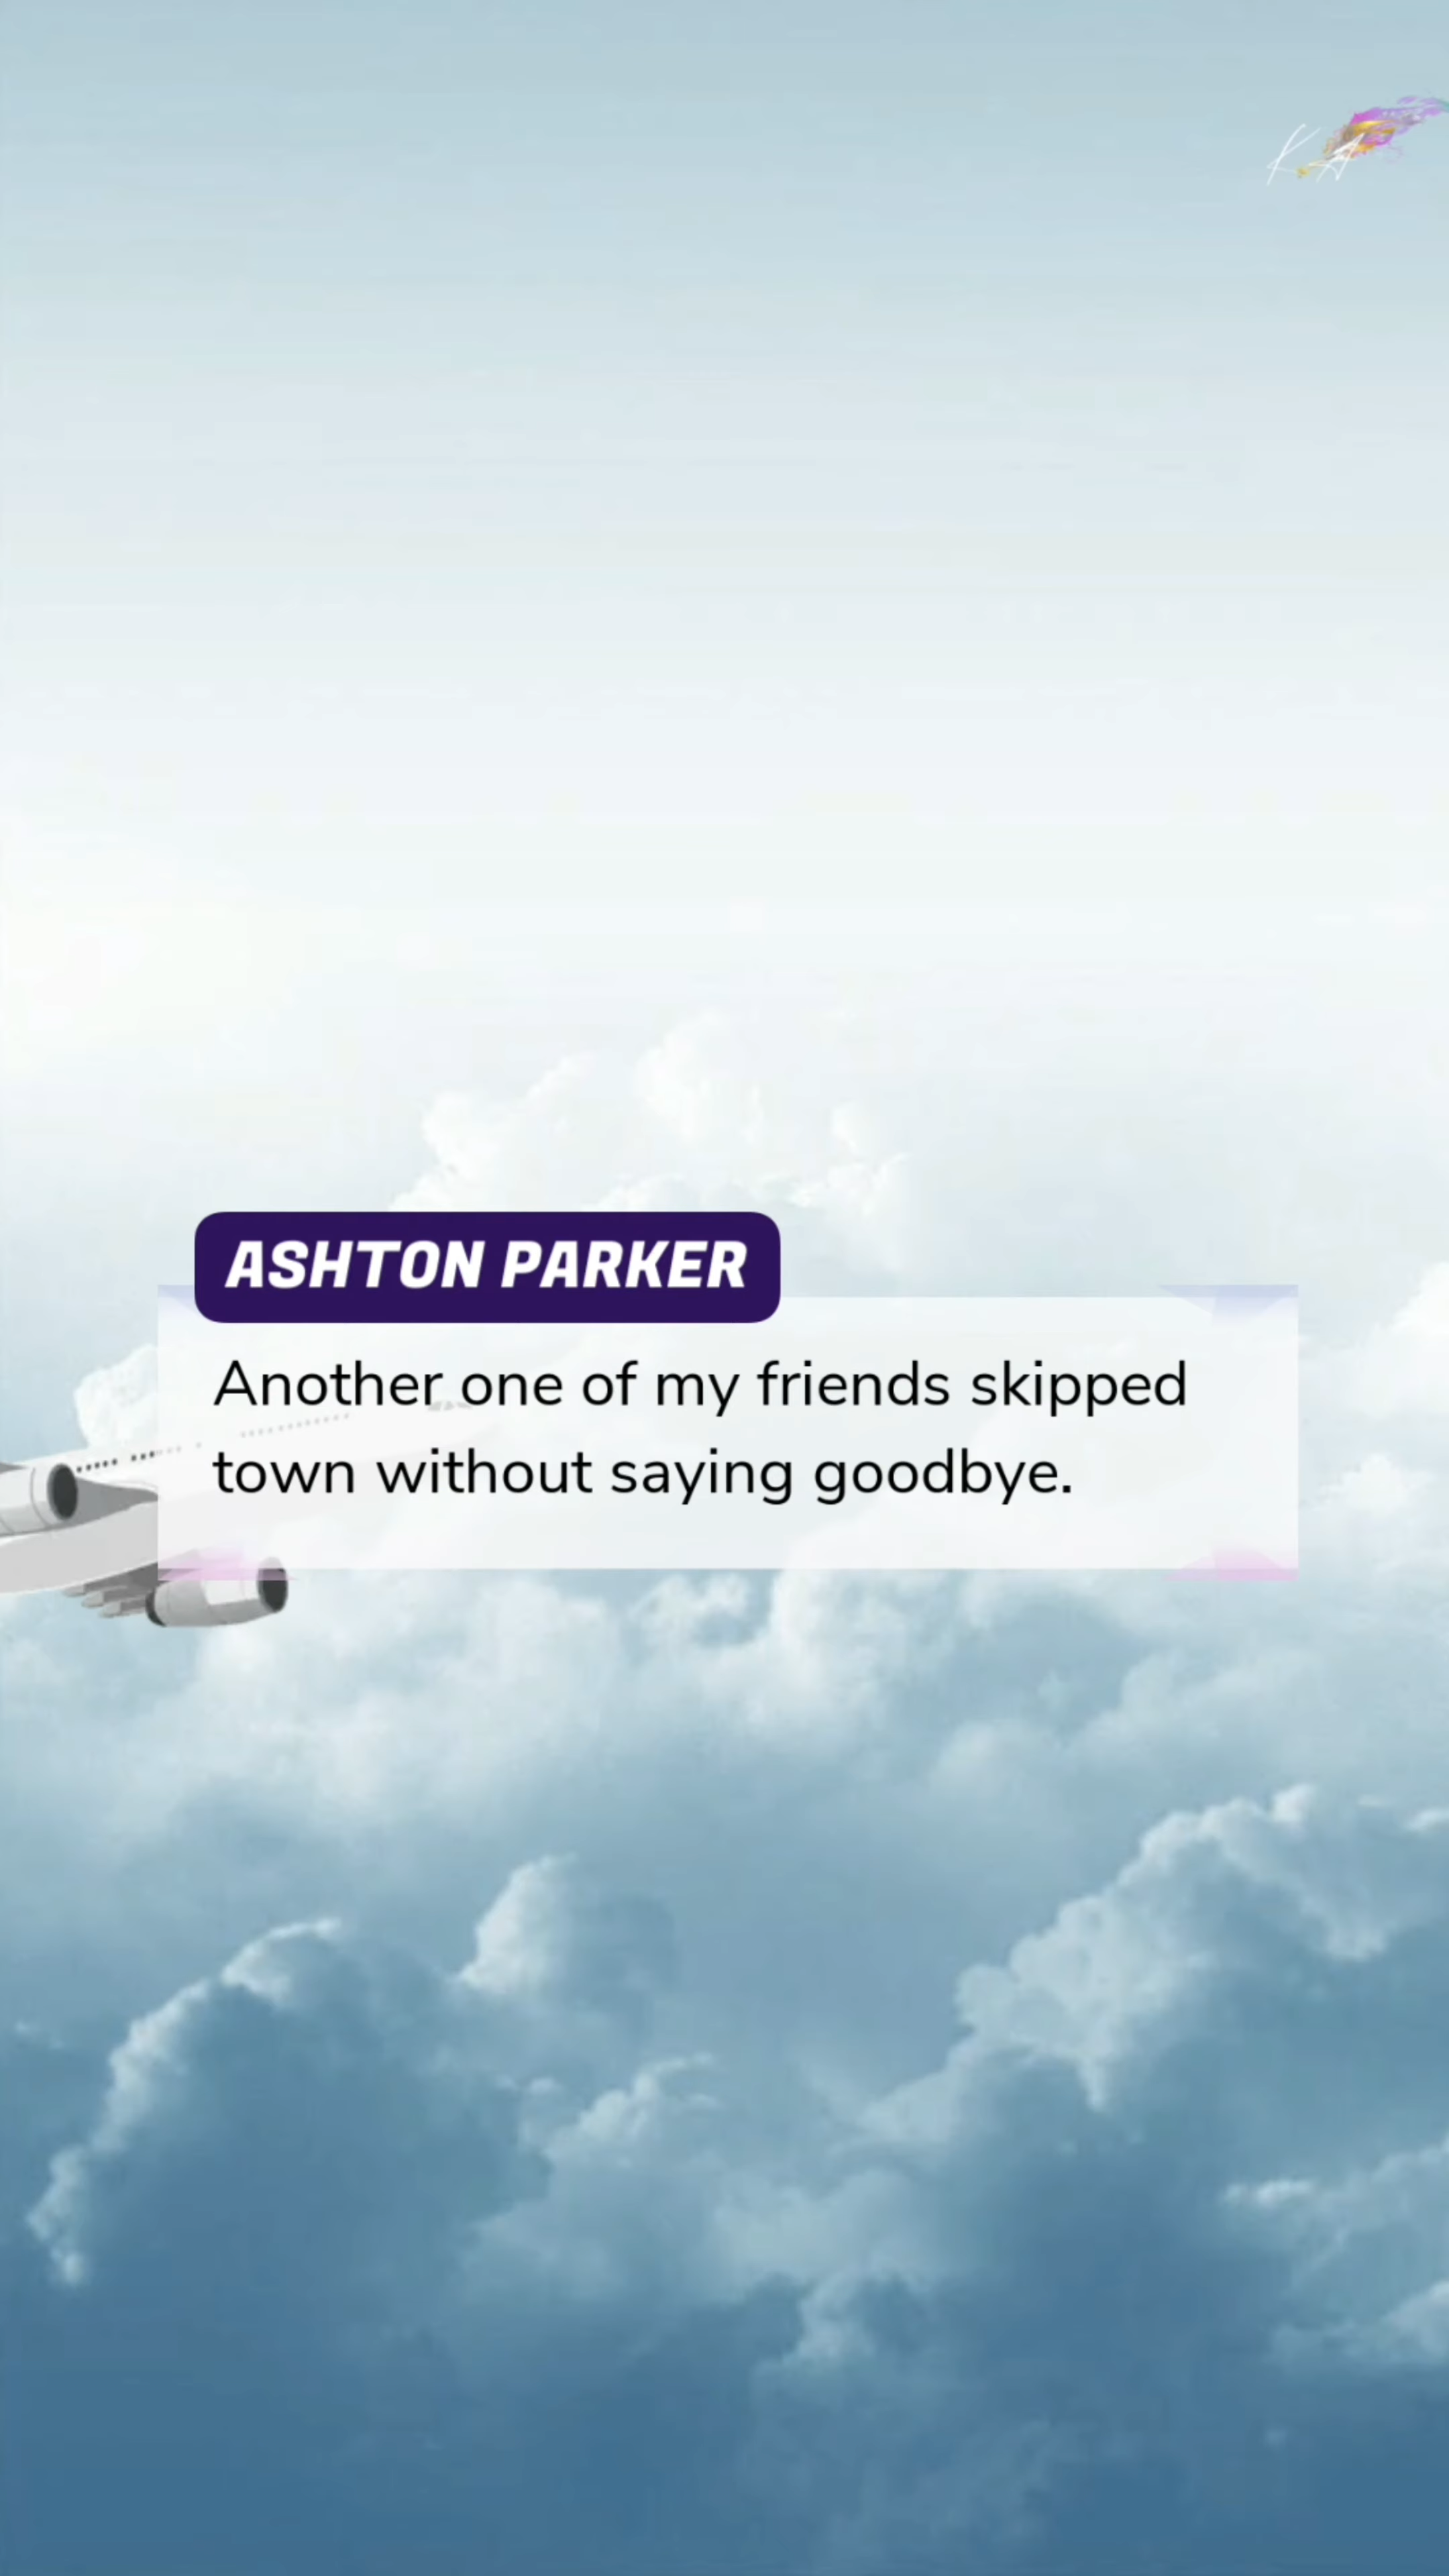 K.A
ASHTON PARKER
Another one of my friends skipped
town without saying goodbye.